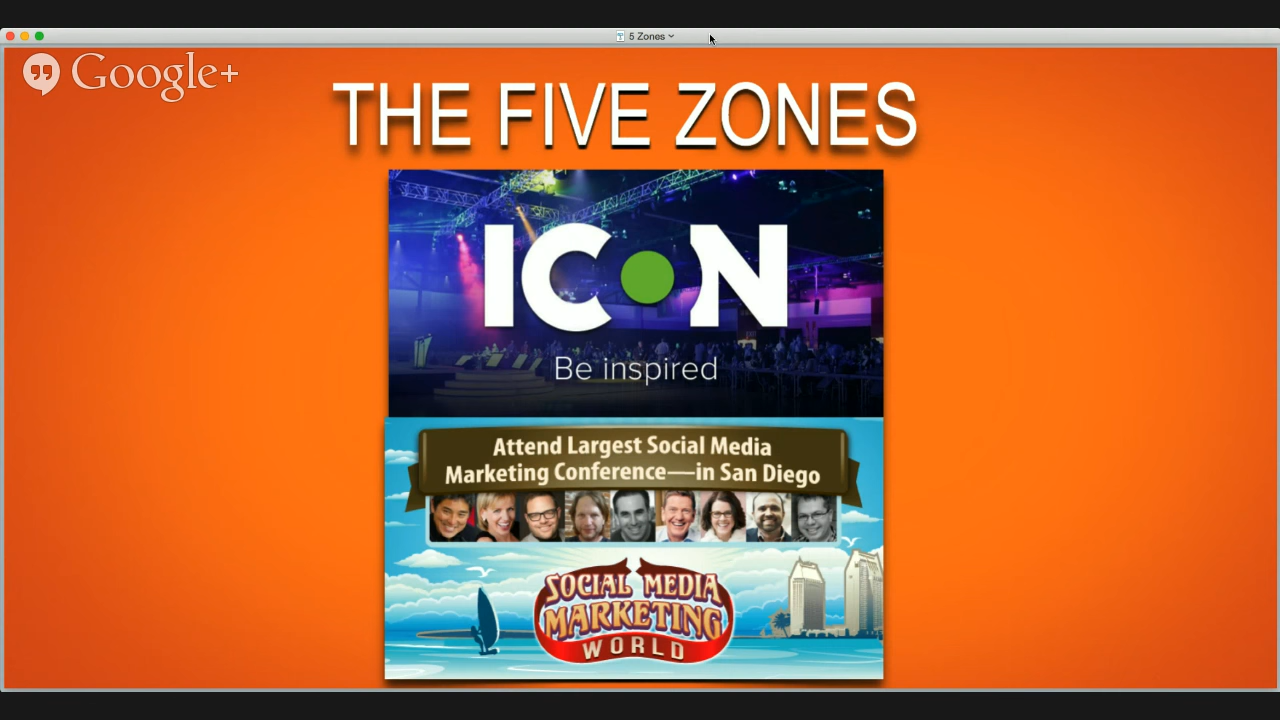 5 Zones
Google+
THE FIVE ZONES
ICON
Be inspired
Attend Largest Social Media
Marketing Conference—in San Diego
SOCIAL MEDIA
MARKETING
WORLD